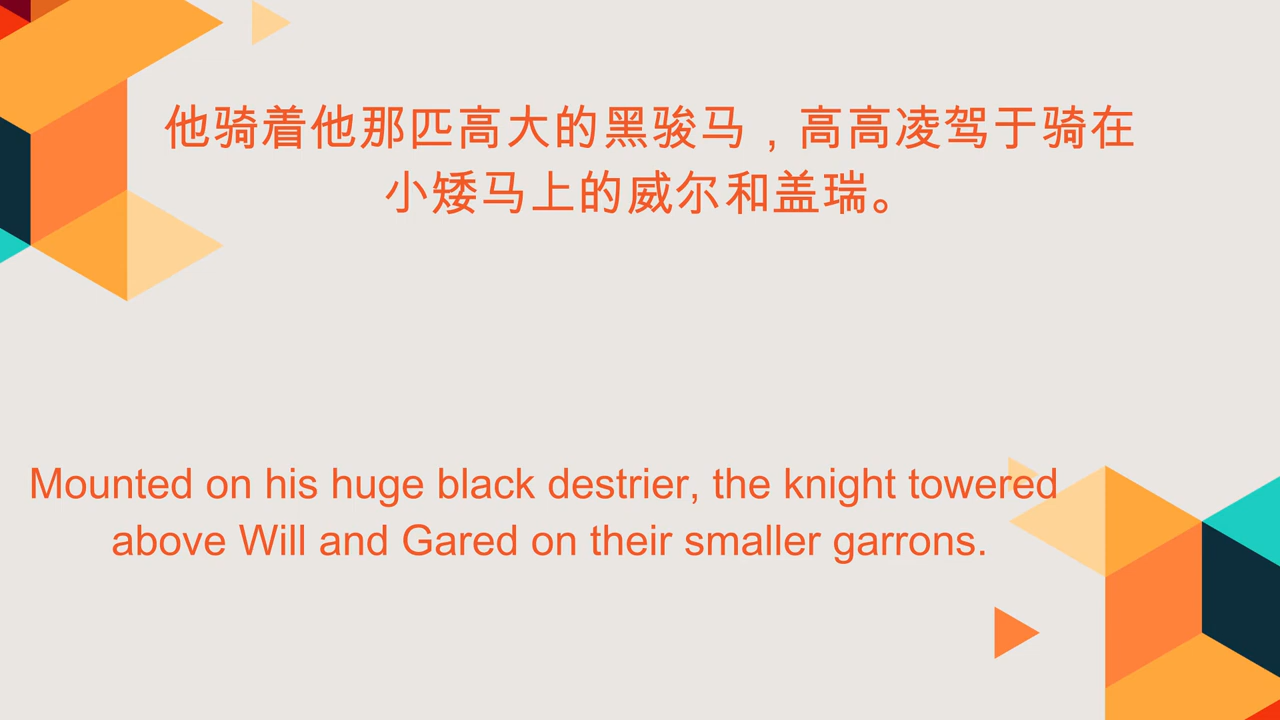 他骑着他那匹高大的黑骏马，高高凌驾于骑在
小矮马上的威尔和盖瑞。
Mounted on his huge black destrier, the knight towered
above Will and Gared on their smaller garrons.